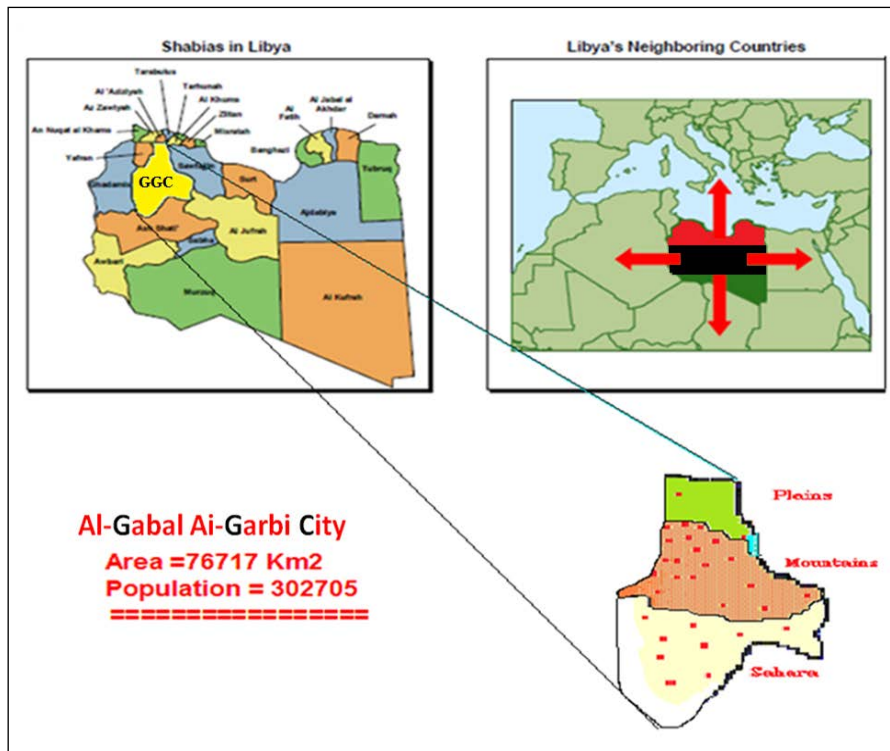 Shabias in Libya
Tarabulus
Al 'Aziziyah
Tarhunah
Az Zawiyah
Al Khums
Zlitan
An Nuqat al Khams
Misratah
Yafran
Al Jabal al
Akhdar
Al
Fatih
Darnah
Banghazi
Tubruq
Ghadamis
GGC
Sawfajjin
Surt
Ajdabiya
Ash Shati'
Al Jufrah
Sabha
Awbari
Murzuq
Al Kufrah
Libya's Neighboring Countries
Al-Gabal Ai-Garbi City
Area =76717 Km2
Population = 302705
==================
Plains
Mountains
Sahara